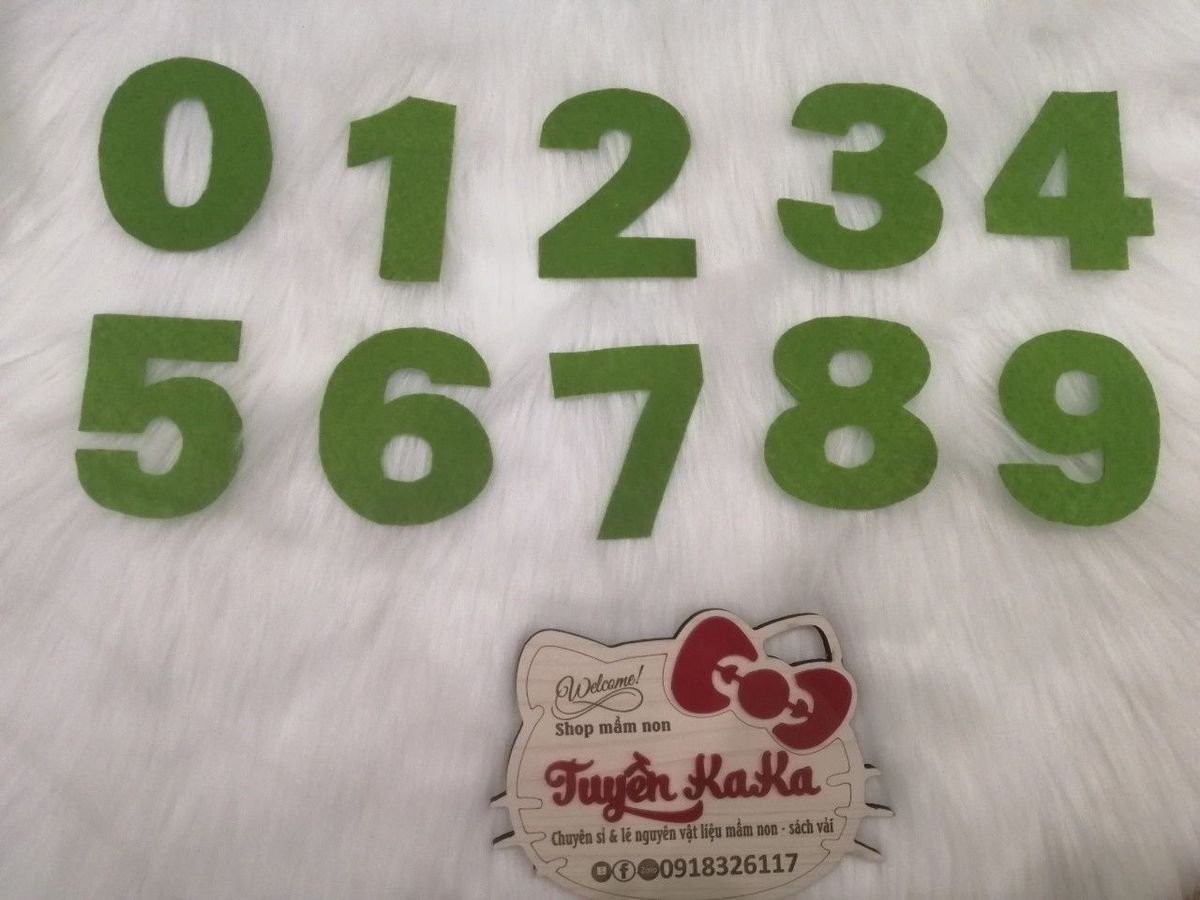 0 1 2 3 4
5 6 7 8 9
Welcome!
Shop mầm non
Tuyền KaKa
Chuyên sỉ & lẻ nguyên vật liệu mầm non - sách vải
f Zalo 0918326117